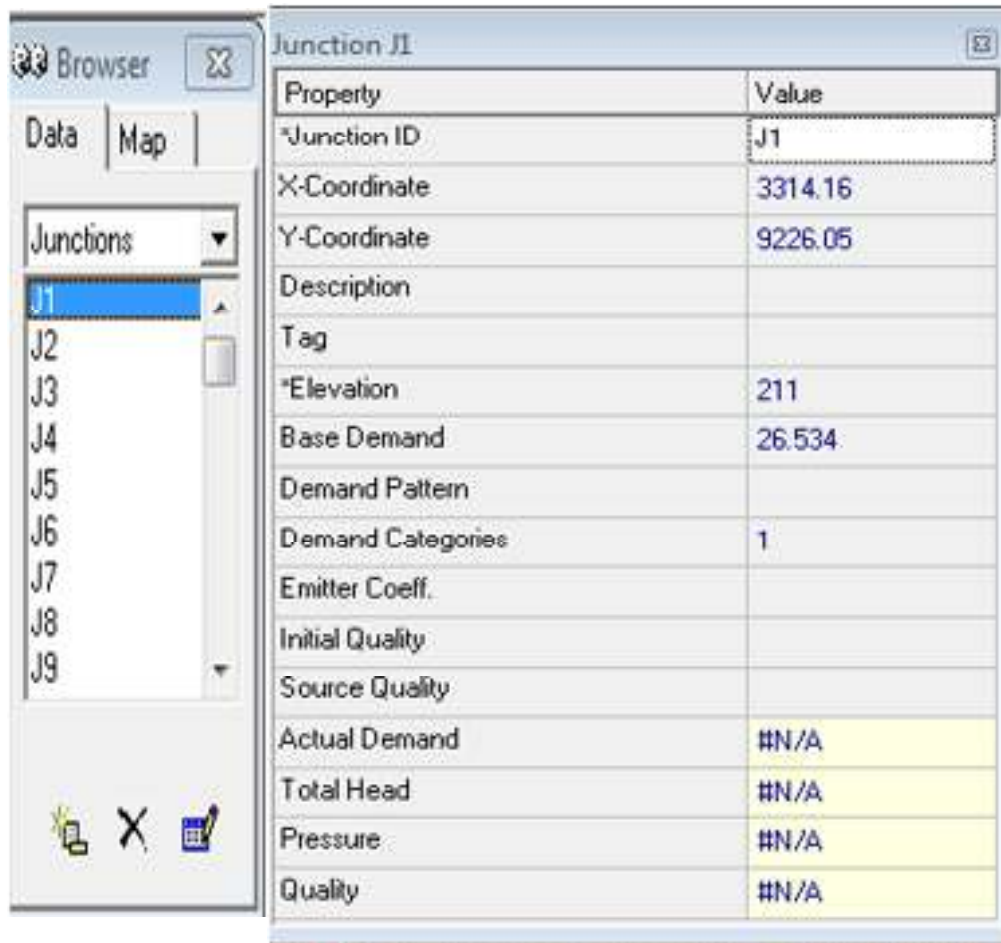 Browser
Data Map
Junctions
J1
J2
J3
J4
J5
J6
J7
J8
J9
Junction J1
Property Value
*Junction ID J1
X-Coordinate 3314.16
Y-Coordinate 9226.05
Description
Tag
*Elevation 211
Base Demand 26.534
Demand Pattern
Demand Categories 1
Emitter Coeff.
Initial Quality
Source Quality
Actual Demand #N/A
Total Head #N/A
Pressure #N/A
Quality #N/A